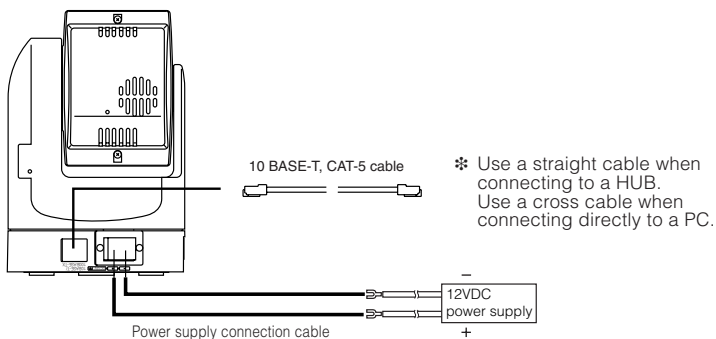 10 BASE-T, CAT-5 cable
✻ Use a straight cable when
connecting to a HUB.
Use a cross cable when
connecting directly to a PC.
−
12VDC
power supply
+
Power supply connection cable